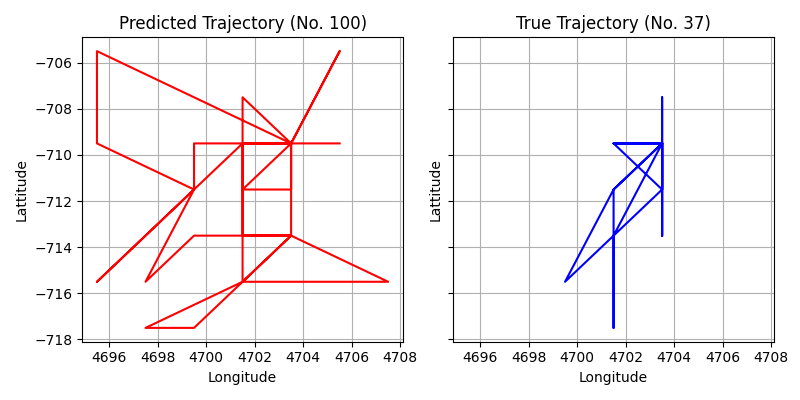 Predicted Trajectory (No. 100)
True Trajectory (No. 37)
Lattitude
−706
−708
−710
−712
−714
−716
−718
4696 4698 4700 4702 4704 4706 4708
Longitude
Lattitude
4696 4698 4700 4702 4704 4706 4708
Longitude